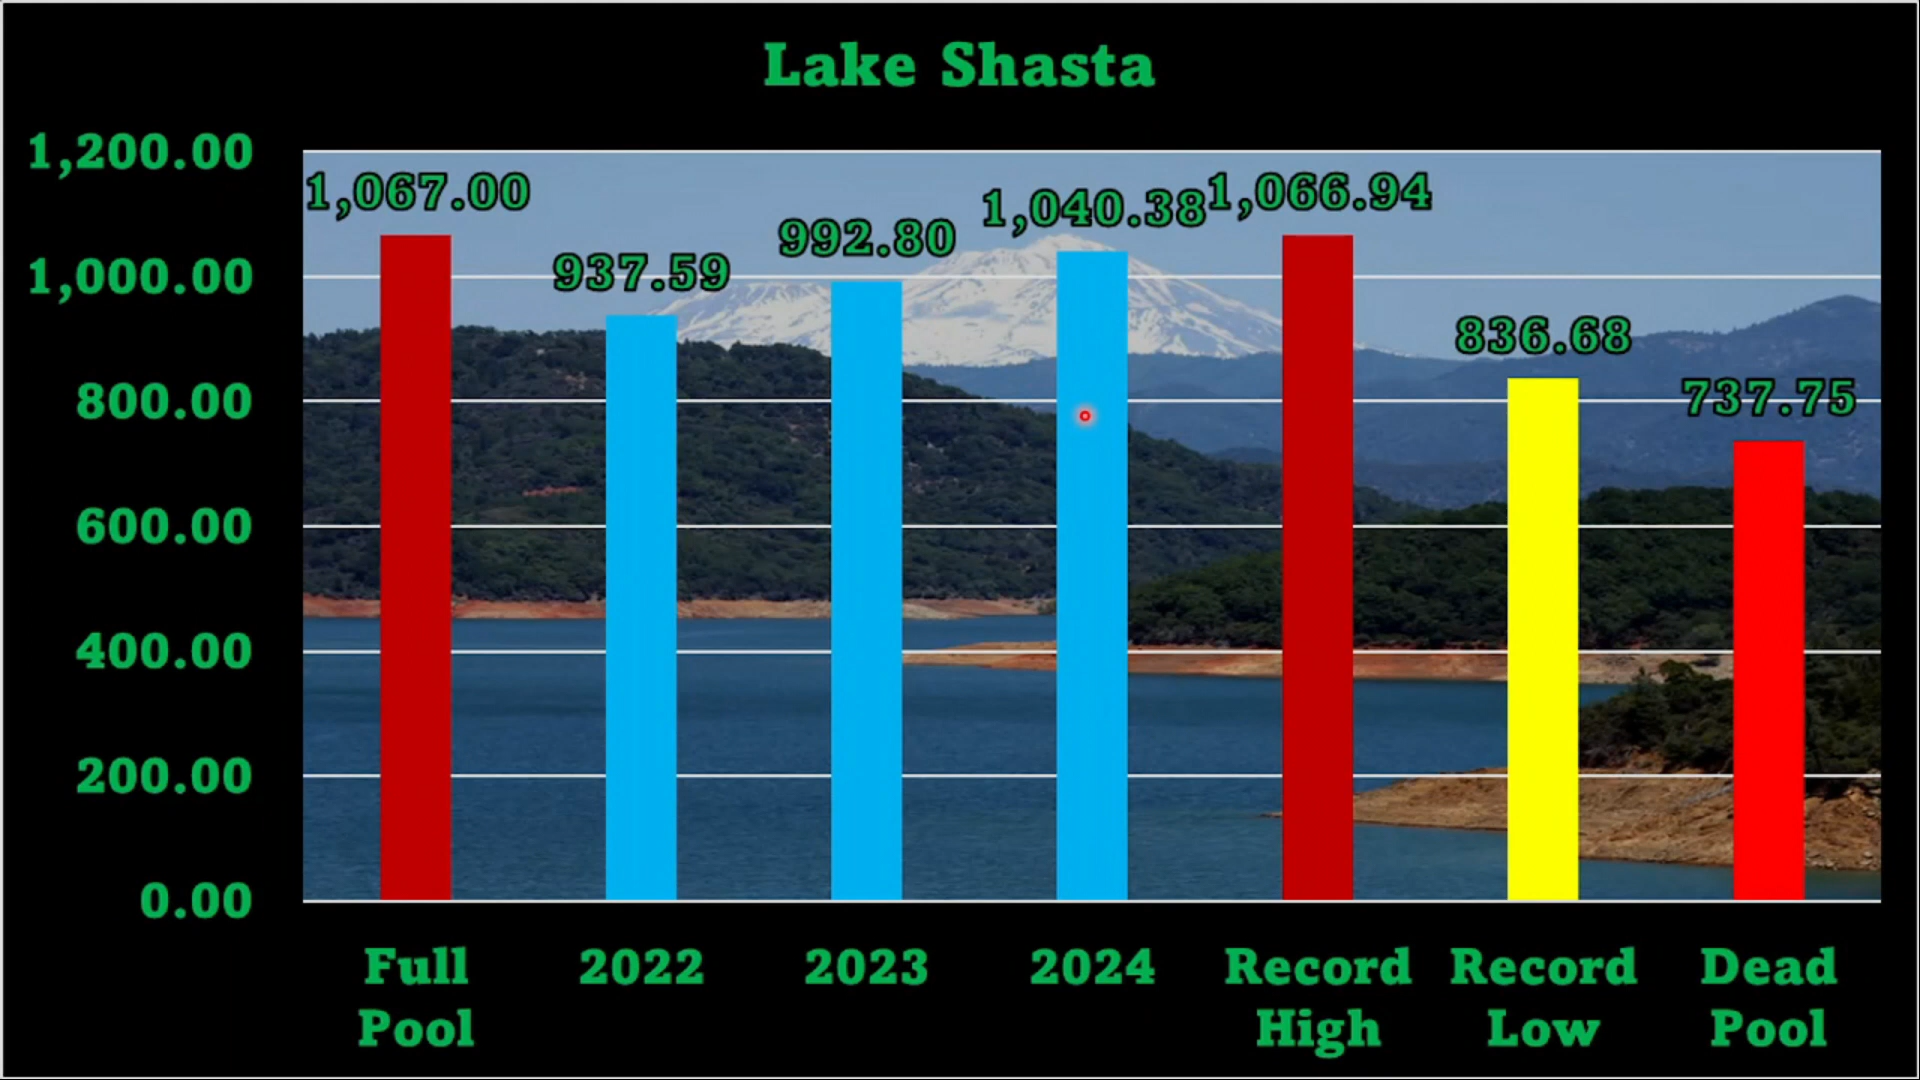 Lake Shasta
1,200.00
1,000.00
800.00
600.00
400.00
200.00
0.00
1,067.00
937.59
992.80
1,040.38
1,066.94
836.68
737.75
Full
Pool
2022
2023
2024
Record
High
Record
Low
Dead
Pool